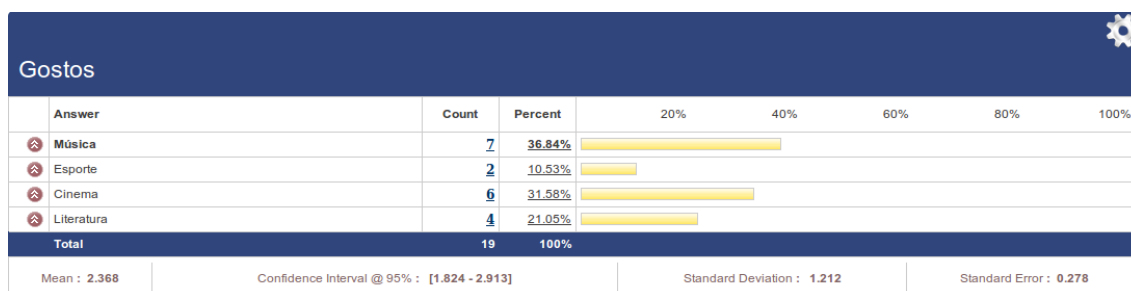 Gostos
Answer Count Percent 20% 40% 60% 80% 100%
Música 7 36.84%
Esporte 2 10.53%
Cinema 6 31.58%
Literatura 4 21.05%
Total 19 100%
Mean : 2.368 Confidence Interval @ 95% : [1.824 - 2.913] Standard Deviation : 1.212 Standard Error : 0.278